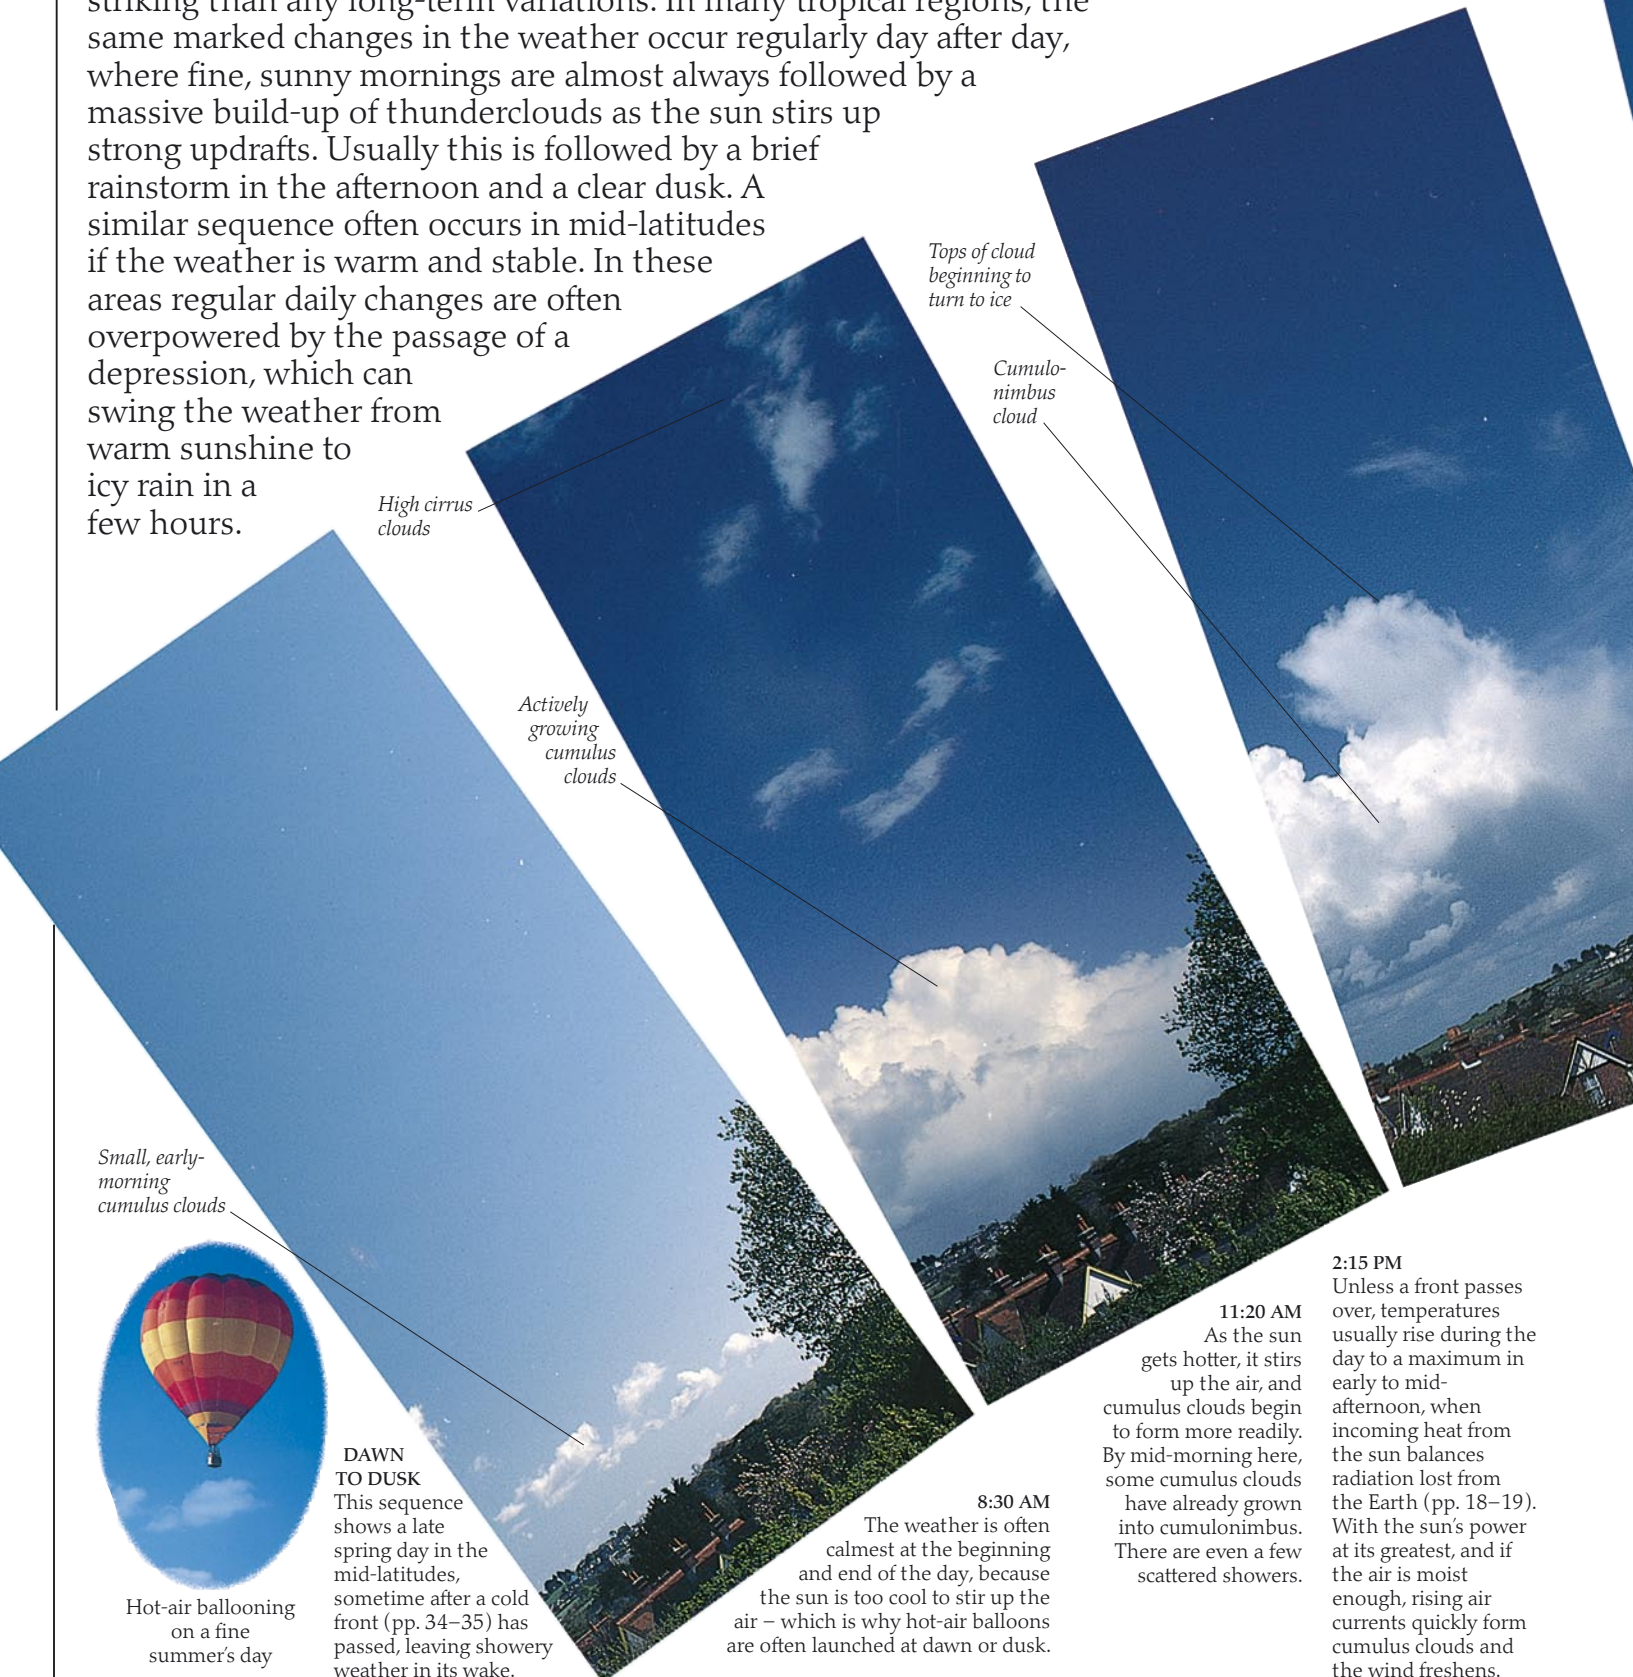 striking than any long-term variations. In many tropical regions, the
same marked changes in the weather occur regularly day after day,
where fine, sunny mornings are almost always followed by a
massive build-up of thunderclouds as the sun stirs up
strong updrafts. Usually this is followed by a brief
rainstorm in the afternoon and a clear dusk. A
similar sequence often occurs in mid-latitudes
if the weather is warm and stable. In these
areas regular daily changes are often
overpowered by the passage of a
depression, which can
swing the weather from
warm sunshine to
icy rain in a
few hours.
Tops of cloud
beginning to
turn to ice
Cumulo-
nimbus
cloud
High cirrus
clouds
Actively
growing
cumulus
clouds
Small, early-
morning
cumulus clouds
Hot-air ballooning
on a fine
summer's day
DAWN
TO DUSK
This sequence
shows a late
spring day in the
mid-latitudes,
sometime after a cold
front (pp. 34–35) has
passed, leaving showery
weather in its wake.
8:30 AM
The weather is often
calmest at the beginning
and end of the day, because
the sun is too cool to stir up the
air – which is why hot-air balloons
are often launched at dawn or dusk.
11:20 AM
As the sun
gets hotter, it stirs
up the air, and
cumulus clouds begin
to form more readily.
By mid-morning here,
some cumulus clouds
have already grown
into cumulonimbus.
There are even a few
scattered showers.
2:15 PM
Unless a front passes
over, temperatures
usually rise during the
day to a maximum in
early to mid-
afternoon, when
incoming heat from
the sun balances
radiation lost from
the Earth (pp. 18–19).
With the sun's power
at its greatest, and if
the air is moist
enough, rising air
currents quickly form
cumulus clouds and
the wind freshens.